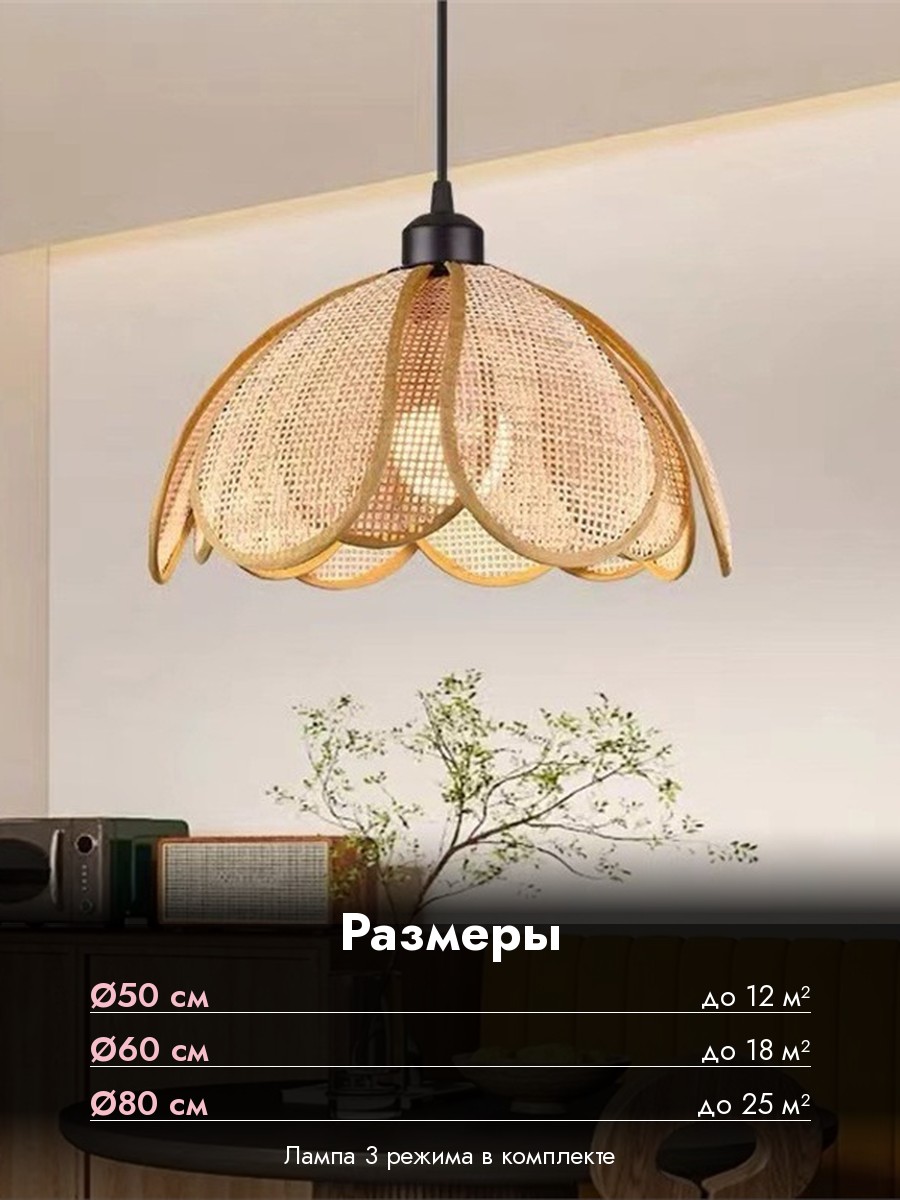 Размеры
Ø50 см до 12 м²
Ø60 см до 18 м²
Ø80 см до 25 м²
Лампа 3 режима в комплекте